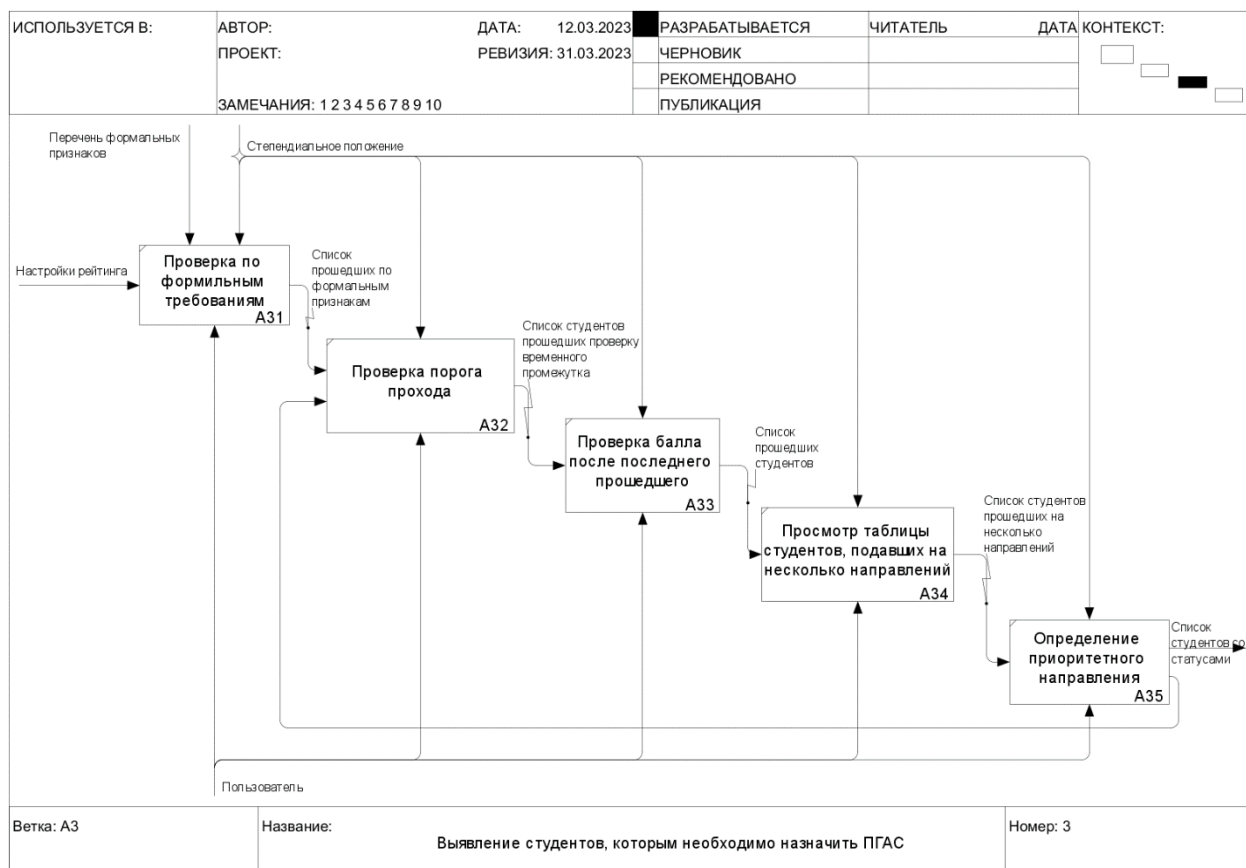 ИСПОЛЬЗУЕТСЯ В:
АВТОР:
ДАТА: 12.03.2023
РАЗРАБАТЫВАЕТСЯ
ЧИТАТЕЛЬ
ДАТА
КОНТЕКСТ:
ПРОЕКТ:
РЕВИЗИЯ: 31.03.2023
ЧЕРНОВИК
РЕКОМЕНДОВАНО
ЗАМЕЧАНИЯ: 1 2 3 4 5 6 7 8 9 10
ПУБЛИКАЦИЯ
Перечень формальных
признаков
Степендиальное положение
Настройки рейтинга
Проверка по
формильным
требованиям
A31
Список
прошедших по
формальным
признакам
Проверка порога
прохода
A32
Список студентов
прошедших проверку
временного
промежутка
Проверка балла
после последнего
прошедшего
A33
Список
прошедших
студентов
Просмотр таблицы
студентов, подавших на
несколько направлений
A34
Список студентов
прошедших на
несколько
направлений
Определение
приоритетного
направления
A35
Список
студентов со
статусами
Пользователь
Ветка: A3
Название:
Выявление студентов, которым необходимо назначить ПГАС
Номер: 3